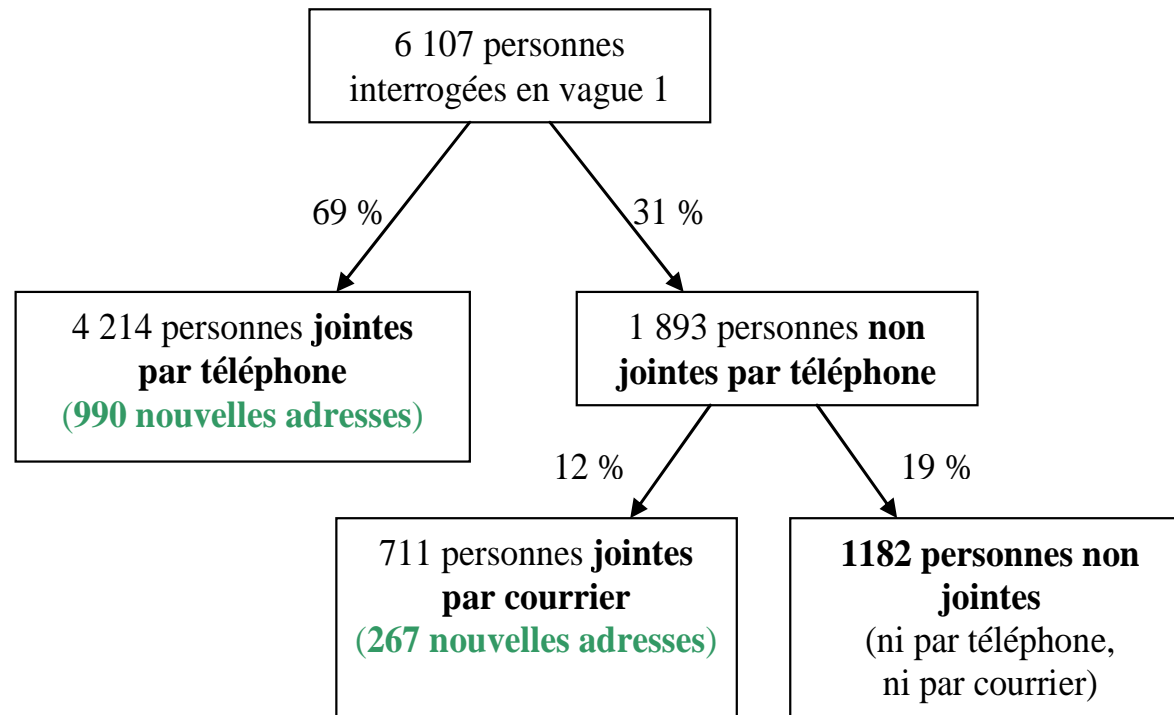 6 107 personnes
interrogées en vague 1
69 %
31 %
4 214 personnes jointes
par téléphone
(990 nouvelles adresses)
1 893 personnes non
jointes par téléphone
12 %
19 %
711 personnes jointes
par courrier
(267 nouvelles adresses)
1182 personnes non
jointes
(ni par téléphone,
ni par courrier)